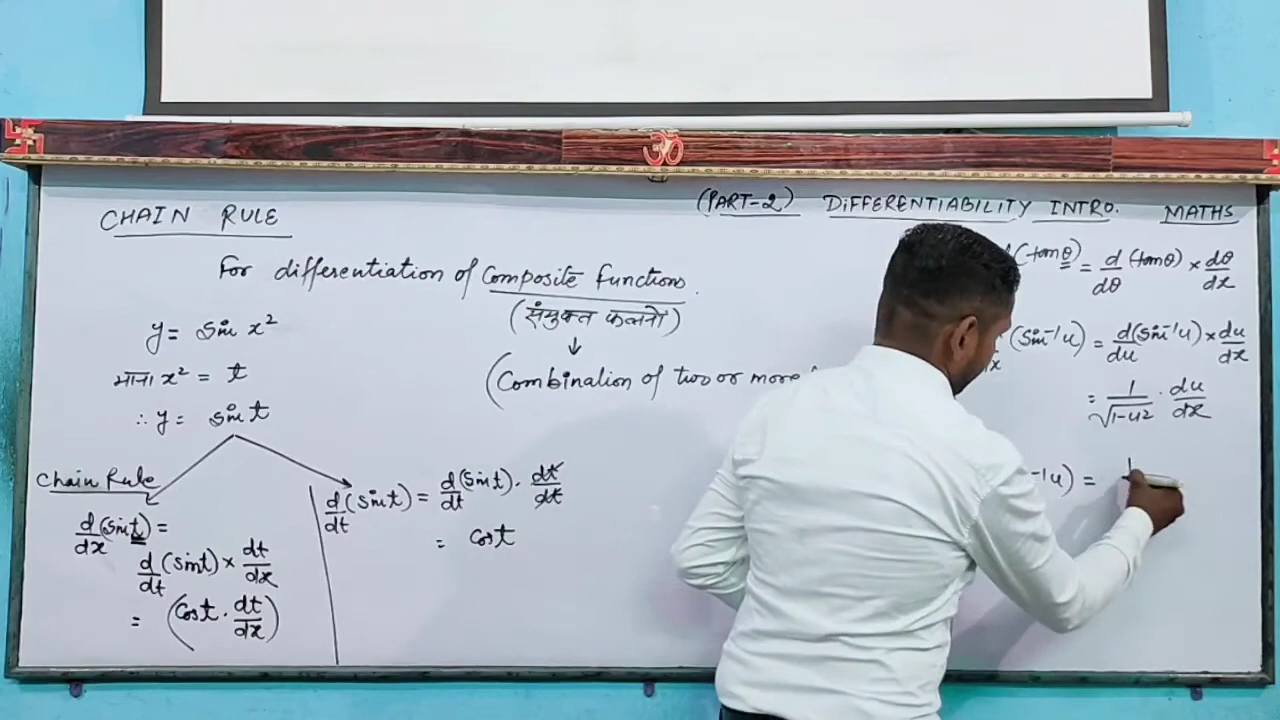 ॐ
(PART-2) DIFFERENTIABILITY INTRO. MATHS
CHAIN RULE
For differentiation of Composite Functions.
(संयुक्त फलनो)
↓
(Combination of two or more
y = sin x²
माना x² = t
∴ y = sin t
Chain Rule
d/dx (sin t) =
d/dt (sin t) × dt/dx
= (cos t · dt/dx)
d/dt (sin t) = d/dt (sin t) · dt/dt
= cos t
(tan θ) = d/dθ (tan θ) × dθ/dx
(sin⁻¹u) = d/du (sin⁻¹u) × du/dx
= 1/√1-u2 · du/dx
⁻¹u) =